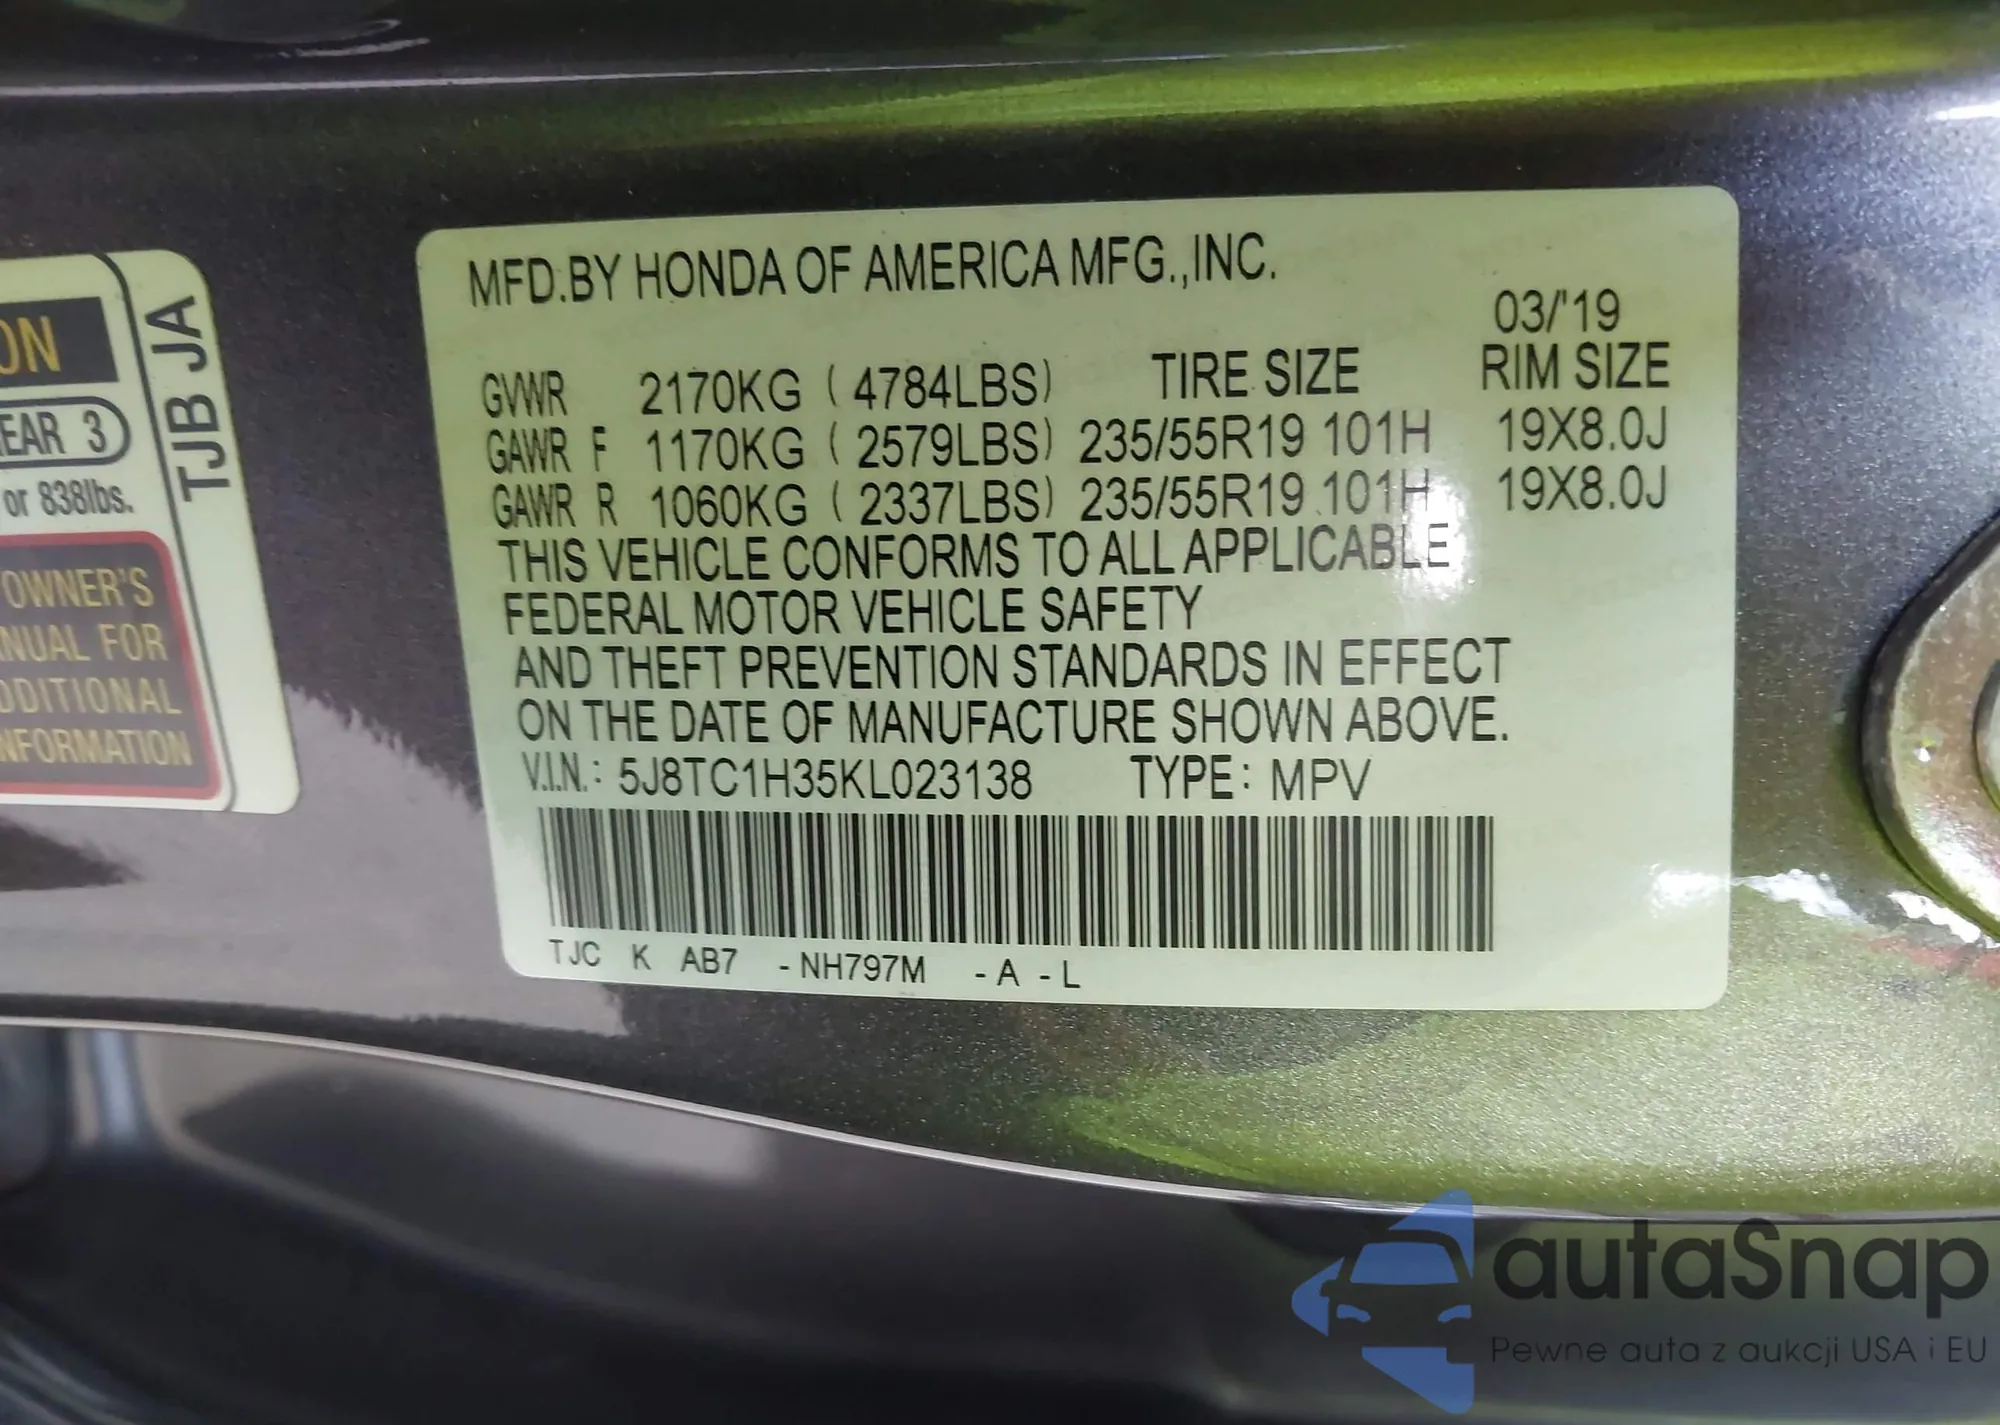 ON
EAR 3
or 838lbs.
OWNER'S
NUAL FOR
DDITIONAL
NFORMATION
TJB JA
MFD.BY HONDA OF AMERICA MFG.,INC.
03/'19
GVWR 2170KG ( 4784LBS) TIRE SIZE RIM SIZE
GAWR F 1170KG ( 2579LBS) 235/55R19 101H 19X8.0J
GAWR R 1060KG ( 2337LBS) 235/55R19 101H 19X8.0J
THIS VEHICLE CONFORMS TO ALL APPLICABLE
FEDERAL MOTOR VEHICLE SAFETY
AND THEFT PREVENTION STANDARDS IN EFFECT
ON THE DATE OF MANUFACTURE SHOWN ABOVE.
V.I.N.: 5J8TC1H35KL023138 TYPE: MPV
TJC K AB7 -NH797M -A -L
autaSnap
Pewne auta z aukcji USA i EU